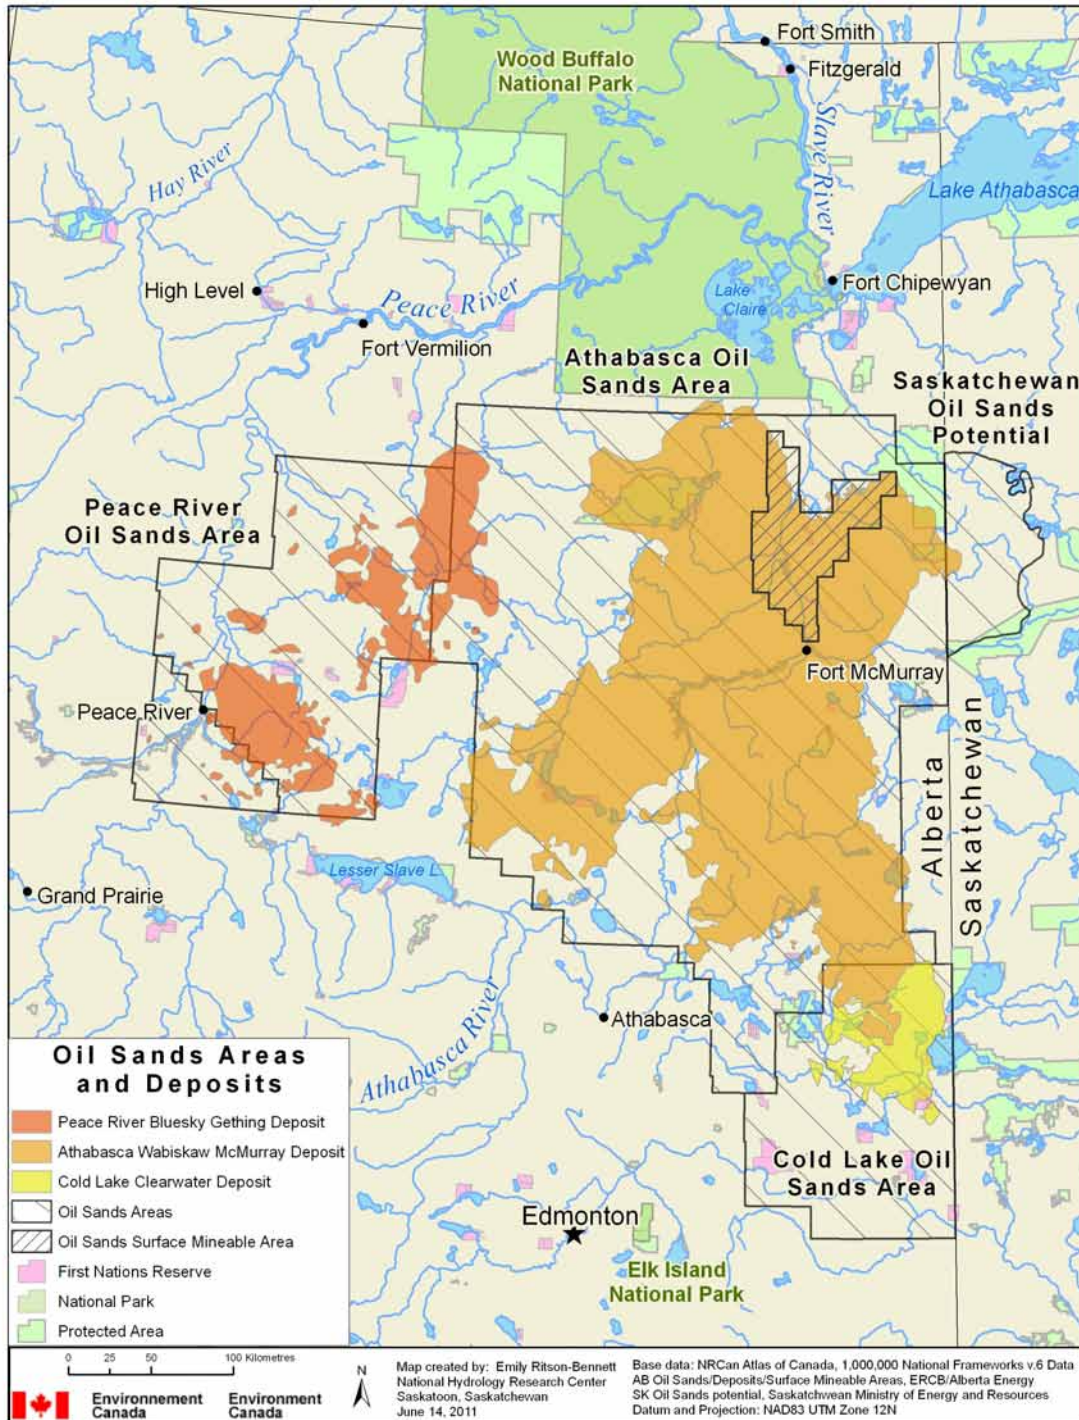 Fort Smith
Wood Buffalo
National Park
Fitzgerald
Slave River
Hay River
Lake Athabasca
High Level
Peace River
Lake
Claire
Fort Chipewyan
Fort Vermilion
Athabasca Oil
Sands Area
Saskatchewan
Oil Sands
Potential
Peace River
Oil Sands Area
Fort McMurray
Peace River
Alberta
Saskatchewan
Lesser Slave L.
Grand Prairie
Athabasca River
Athabasca
Cold Lake Oil
Sands Area
Edmonton
Elk Island
National Park
Oil Sands Areas
and Deposits
Peace River Bluesky Gething Deposit
Athabasca Wabiskaw McMurray Deposit
Cold Lake Clearwater Deposit
Oil Sands Areas
Oil Sands Surface Mineable Area
First Nations Reserve
National Park
Protected Area
0 25 50 100 Kilometres
N
Environnement
Canada
Environment
Canada
Map created by: Emily Ritson-Bennett
National Hydrology Research Center
Saskatoon, Saskatchewan
June 14, 2011
Base data: NRCan Atlas of Canada, 1,000,000 National Frameworks v.6 Data
AB Oil Sands/Deposits/Surface Mineable Areas, ERCB/Alberta Energy
SK Oil Sands potential, Saskatchwean Ministry of Energy and Resources
Datum and Projection: NAD83 UTM Zone 12N